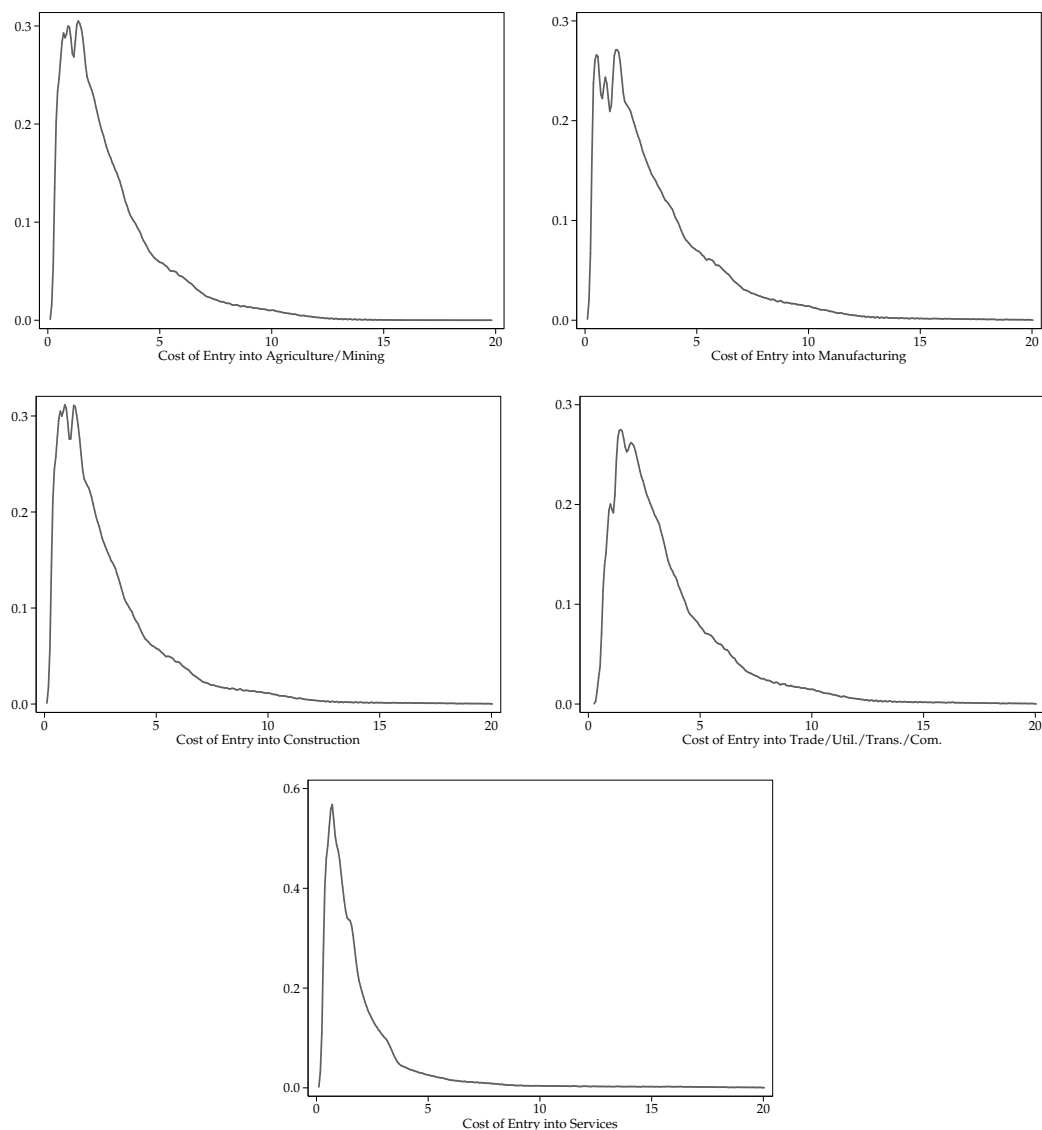 0.3
0.2
0.1
0.0
0 5 10 15 20
Cost of Entry into Agriculture/Mining
0.3
0.2
0.1
0.0
0 5 10 15 20
Cost of Entry into Manufacturing
0.3
0.2
0.1
0.0
0 5 10 15 20
Cost of Entry into Construction
0.3
0.2
0.1
0.0
0 5 10 15 20
Cost of Entry into Trade/Util./Trans./Com.
0.6
0.4
0.2
0.0
0 5 10 15 20
Cost of Entry into Services